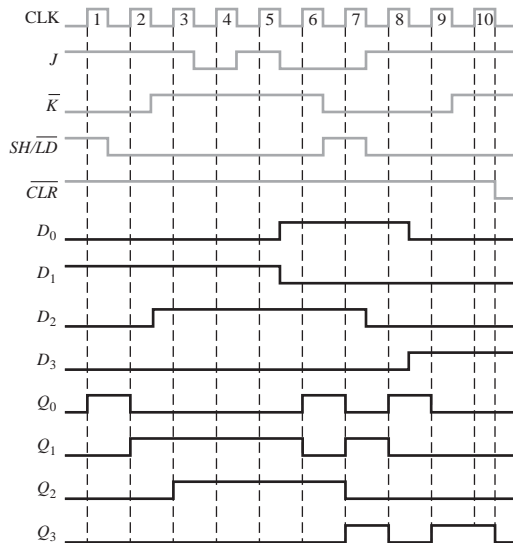 CLK 1 2 3 4 5 6 7 8 9 10
J
K̅
SH/L̅D̅
C̅L̅R̅
D₀
D₁
D₂
D₃
Q₀
Q₁
Q₂
Q₃